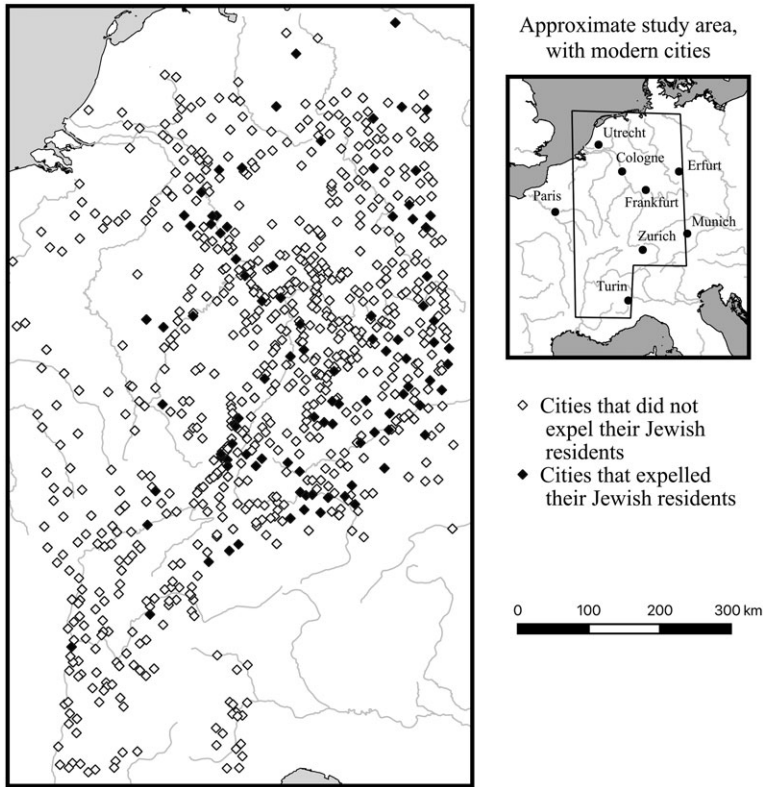 Approximate study area,
with modern cities
Utrecht
Cologne
Erfurt
Paris
Frankfurt
Munich
Zurich
Turin
Cities that did not
expel their Jewish
residents
Cities that expelled
their Jewish residents
0 100 200 300 km